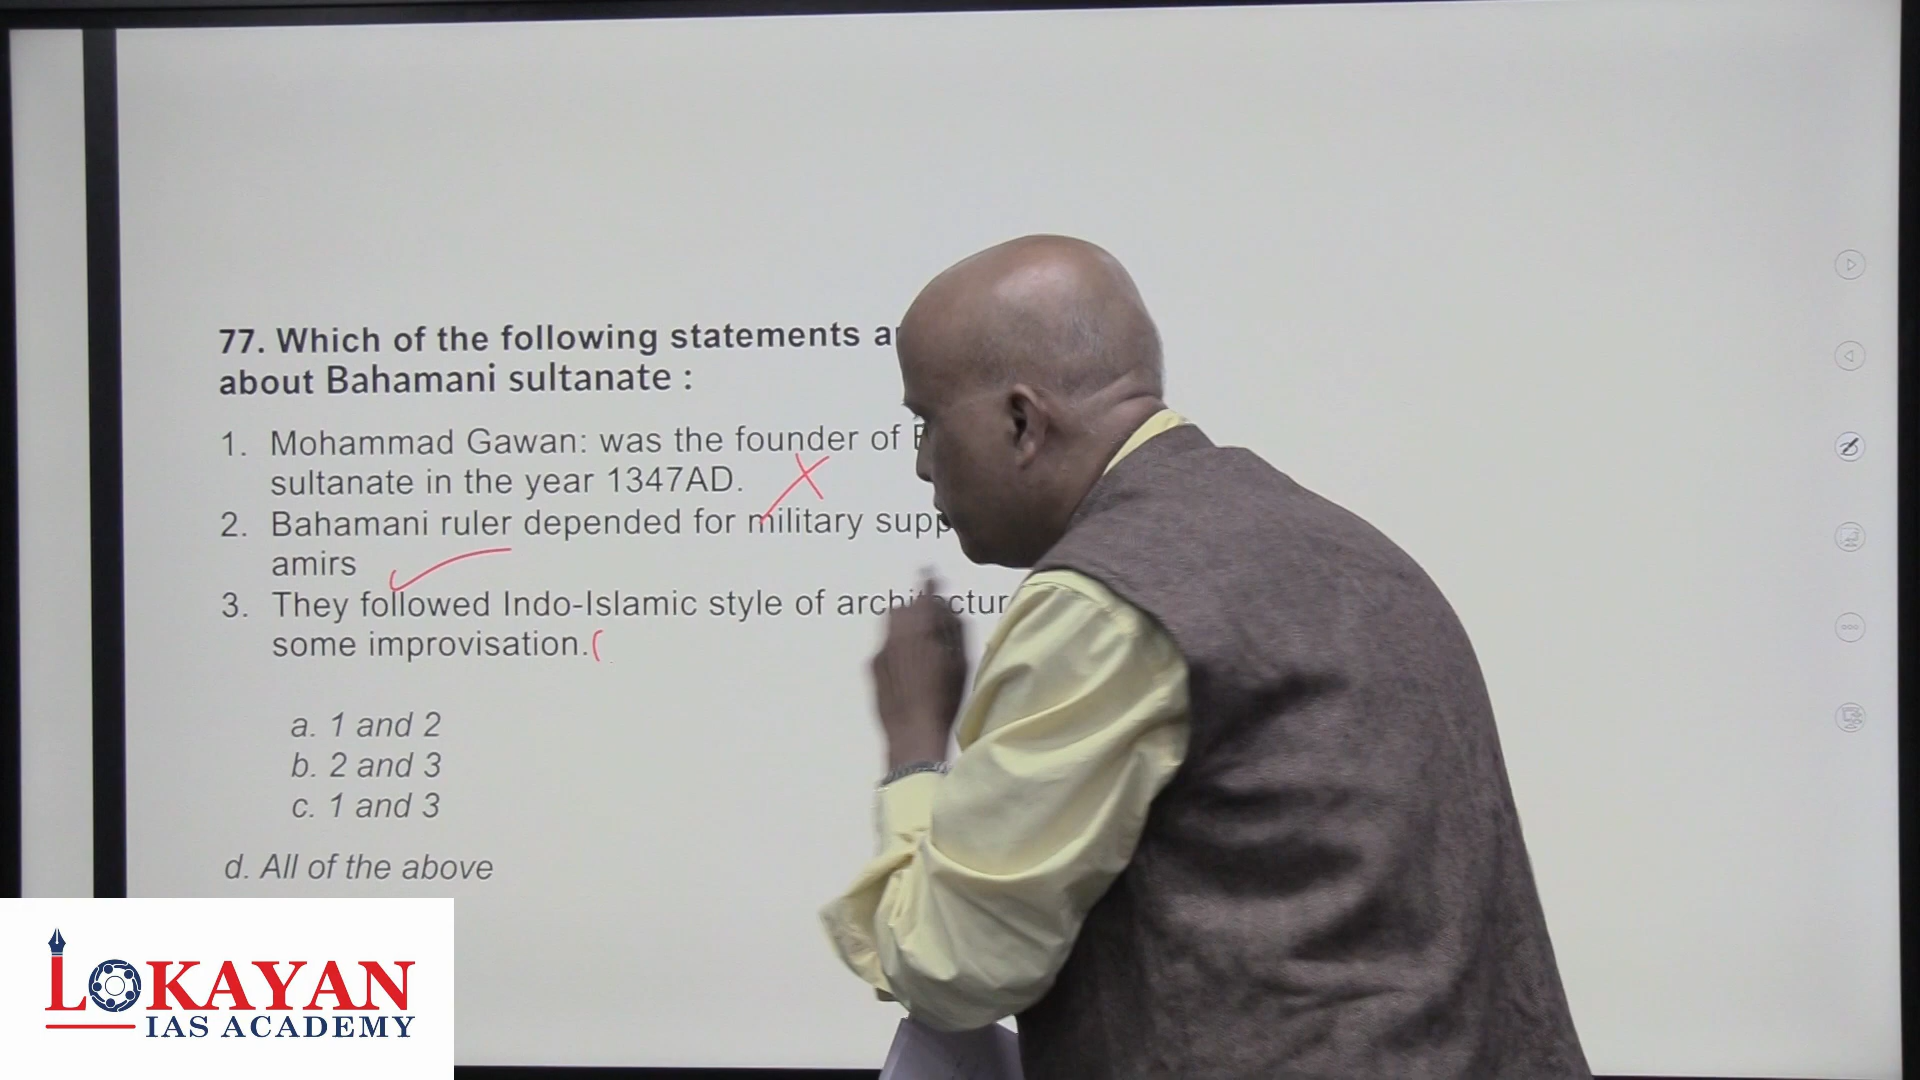 77. Which of the following statements
about Bahamani sultanate :
1. Mohammad Gawan: was the founder of
sultanate in the year 1347AD.
2. Bahamani ruler depended for military
amirs
3. They followed Indo-Islamic style of
some improvisation.(
a. 1 and 2
b. 2 and 3
c. 1 and 3
d. All of the above
LOKAYAN
IAS ACADEMY